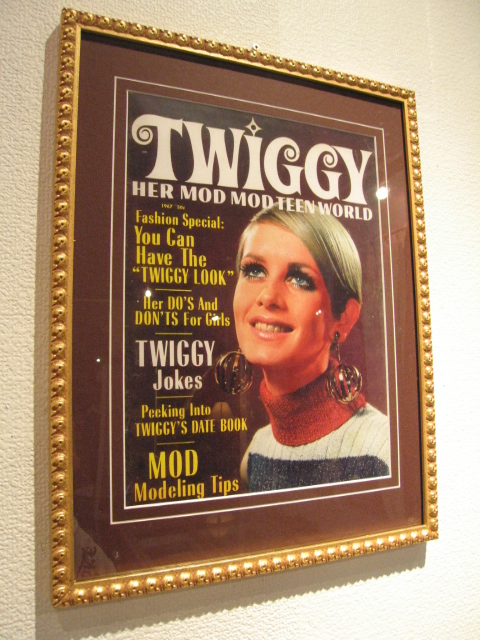 TWIGGY
HER MOD MOD TEEN WORLD
1967
Fashion Special:
You Can
Have The
"TWIGGY LOOK"
Her DO'S And
DON'TS For Girls
TWIGGY
Jokes
Peeking Into
TWIGGY'S DATE BOOK
MOD
Modeling Tips